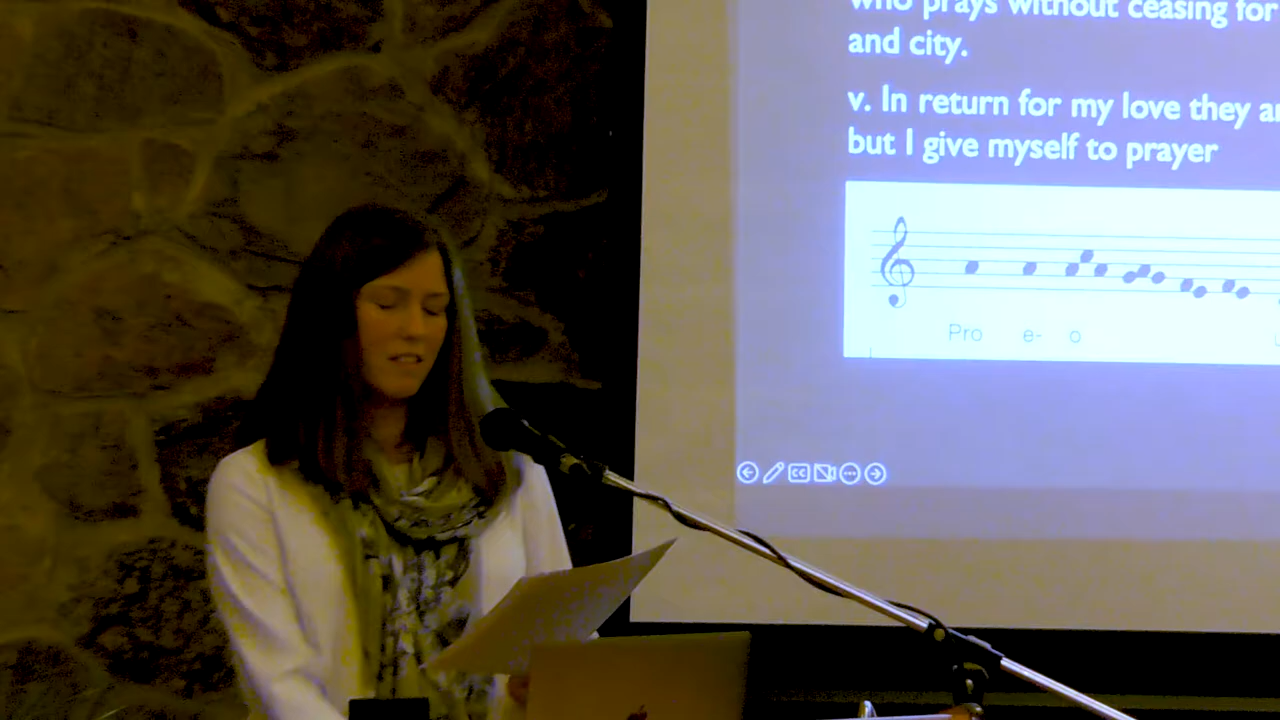 who prays without ceasing for
and city.
v. In return for my love they
but I give myself to prayer
Pro e- o
CC